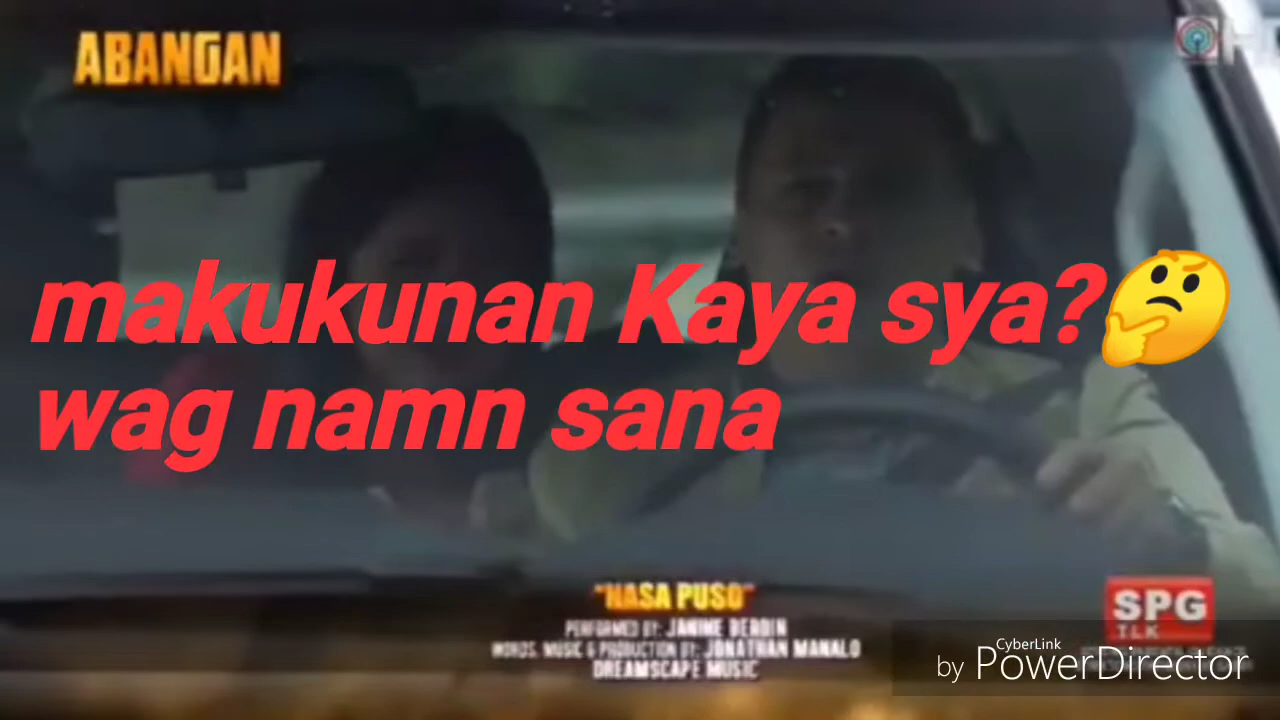 ABANGAN
makukunan Kaya sya?🤔
wag namn sana
"NASA PUSO"
PERFORMED BY: JANINE BERDIN
WORDS, MUSIC & PRODUCTION BY: JONATHAN MANALO
DREAMSCAPE MUSIC
SPG
TLK
CyberLink
by PowerDirector